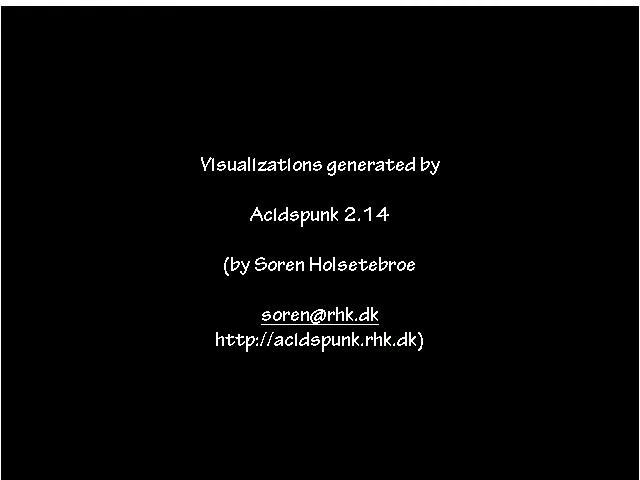 Visualizations generated by
Acidspunk 2.14
(by Soren Holsetebroe
soren@rhk.dk
http://acidspunk.rhk.dk)